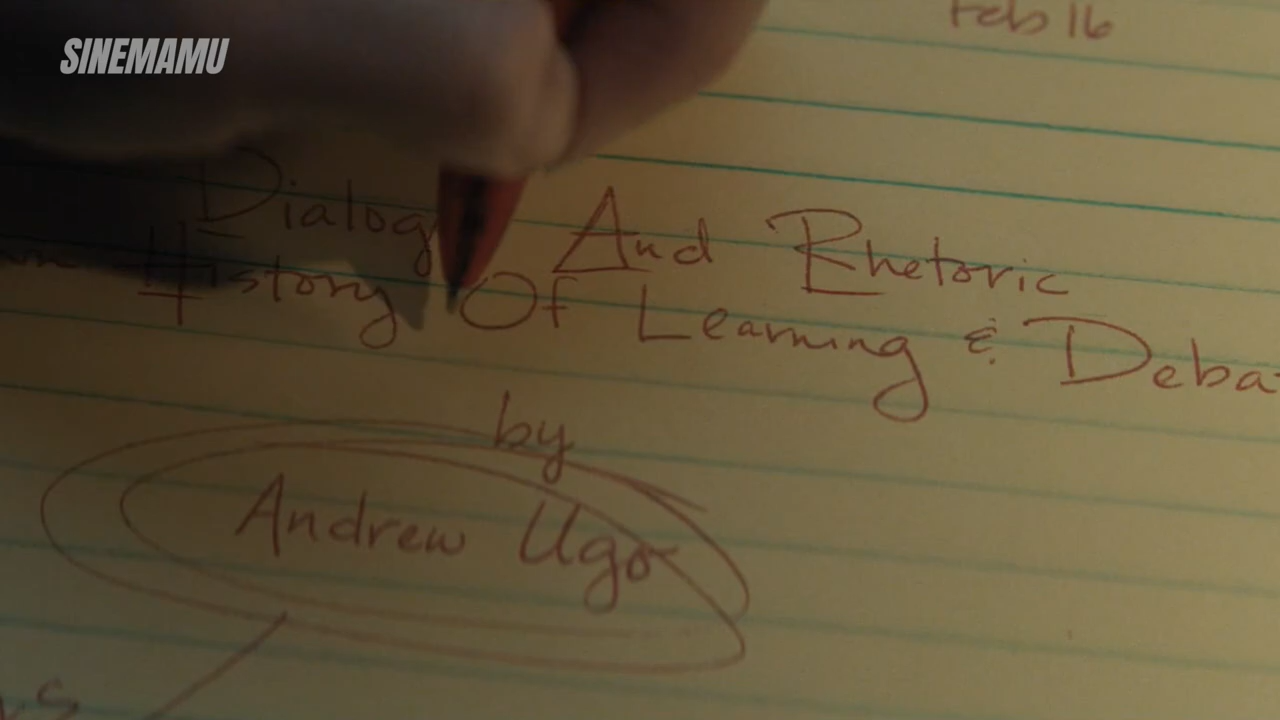 SINEMAMU
Feb 16
Dialog And Rhetoric
History Of Learning & Deba
by
Andrew Ugo